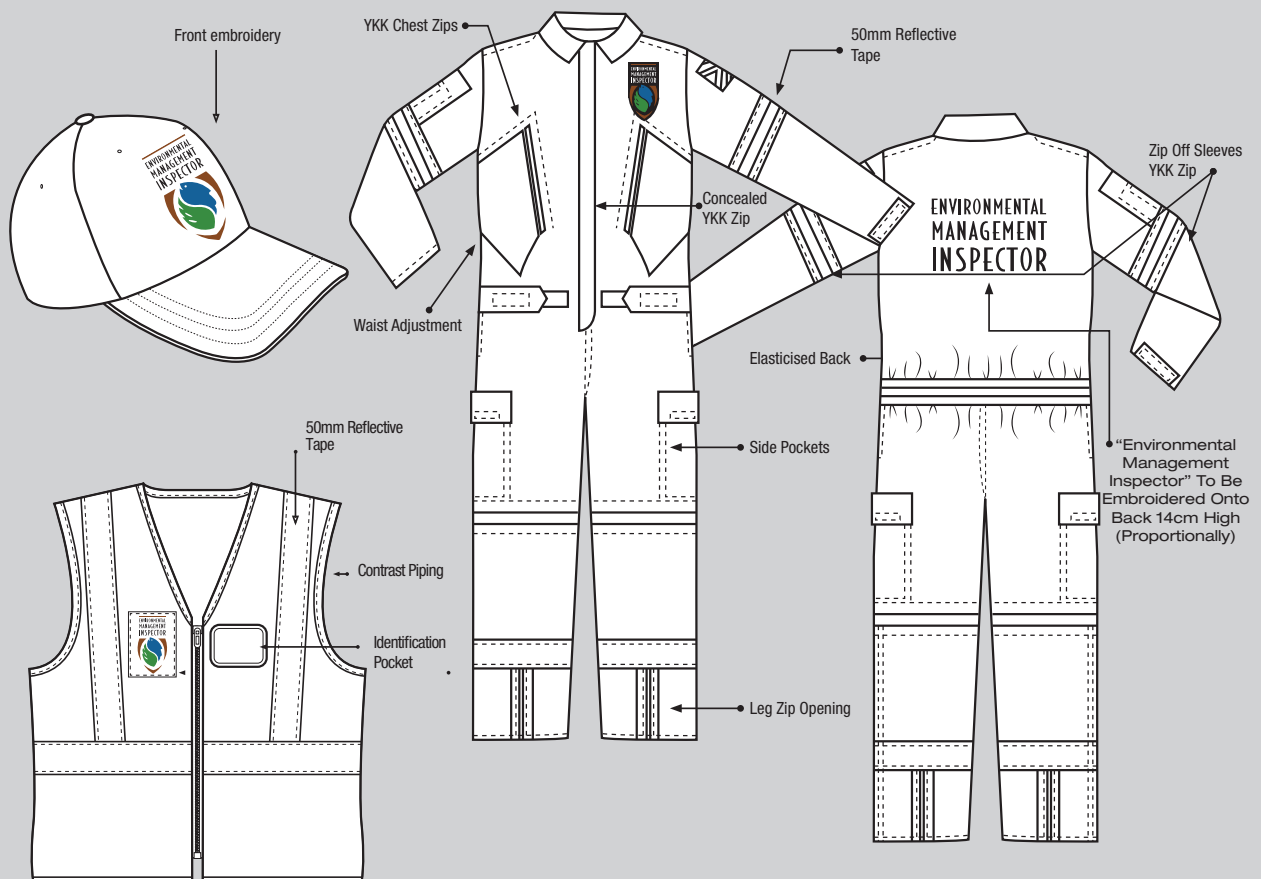 Front embroidery
ENVIRONMENTAL
MANAGEMENT
INSPECTOR
YKK Chest Zips
ENVIRONMENTAL
MANAGEMENT
INSPECTOR
50mm Reflective
Tape
Concealed
YKK Zip
Waist Adjustment
Zip Off Sleeves
YKK Zip
ENVIRONMENTAL
MANAGEMENT
INSPECTOR
Elasticised Back
Side Pockets
“Environmental
Management
Inspector” To Be
Embroidered Onto
Back 14cm High
(Proportionally)
Leg Zip Opening
50mm Reflective
Tape
Contrast Piping
Identification
Pocket
ENVIRONMENTAL
MANAGEMENT
INSPECTOR